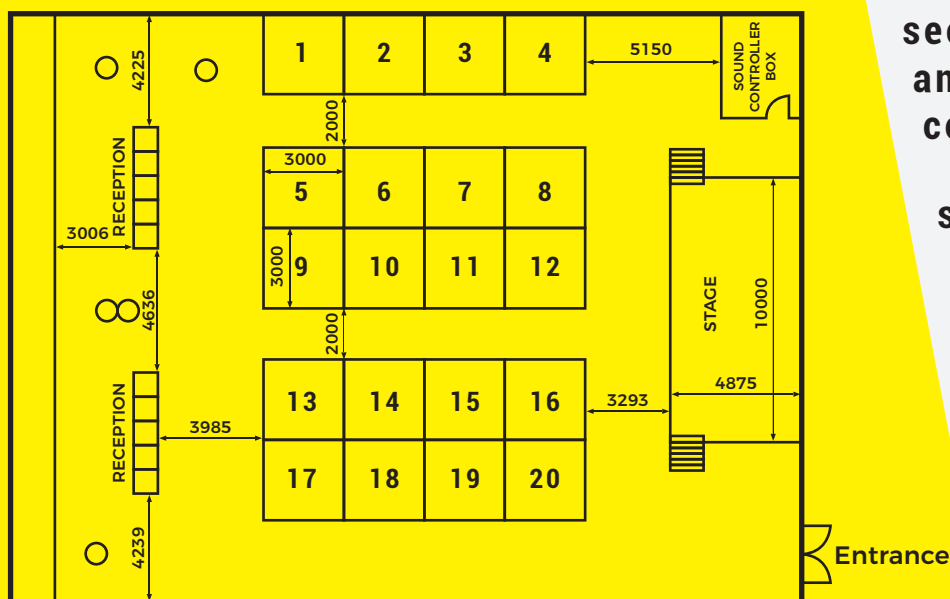 1 2 3 4
5150
SOUND
CONTROLLER
BOX
4225
2000
RECEPTION
3000
5 6 7 8
3006
3000
9 10 11 12
STAGE
10000
4636
2000
4875
RECEPTION
13 14 15 16
3293
3985
17 18 19 20
4239
Entrance